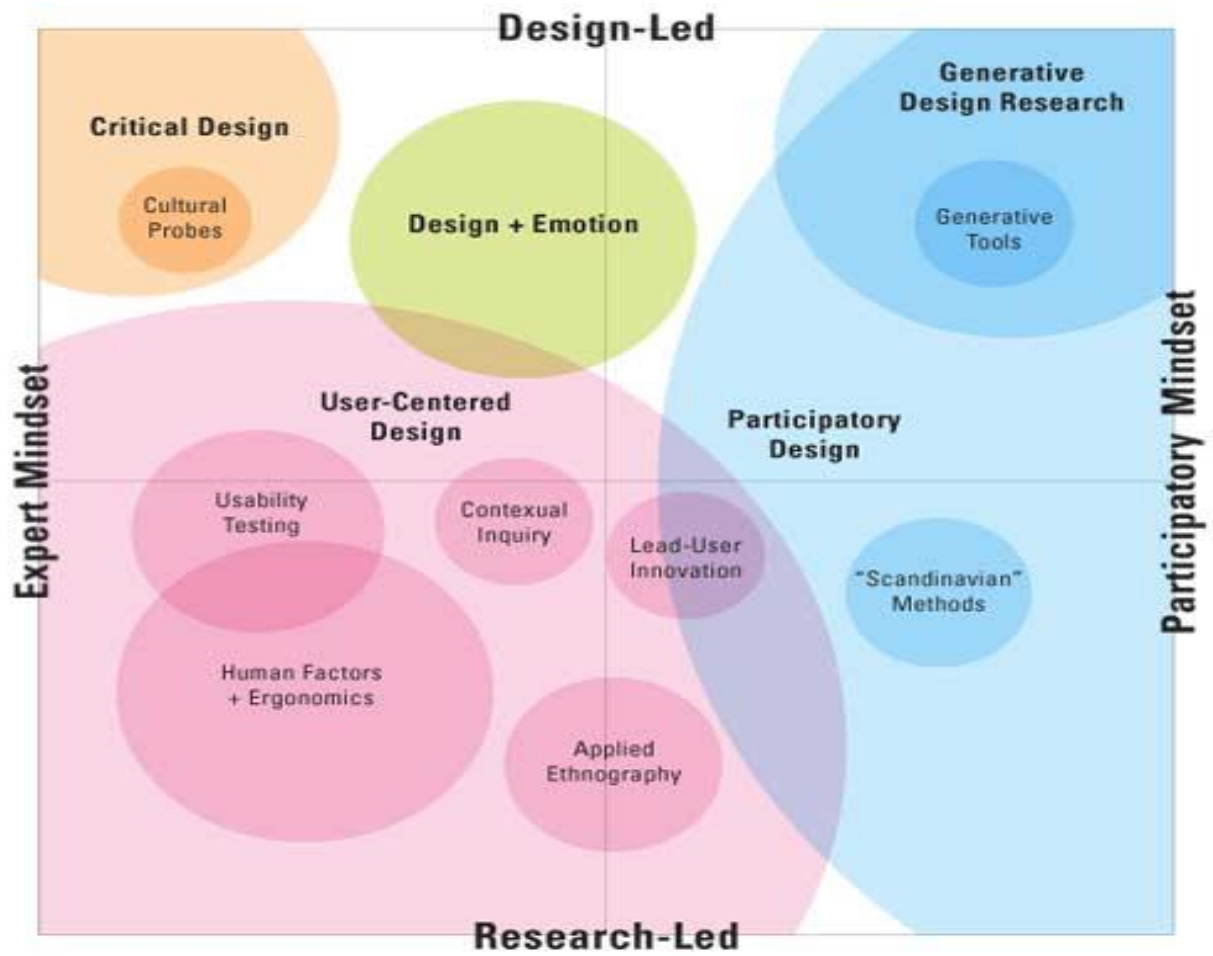 Design-Led
Generative
Design Research
Critical Design
Cultural
Probes
Design + Emotion
Generative
Tools
Expert Mindset
Participatory Mindset
User-Centered
Design
Participatory
Design
Usability
Testing
Contexual
Inquiry
Lead-User
Innovation
"Scandinavian"
Methods
Human Factors
+ Ergonomics
Applied
Ethnography
Research-Led